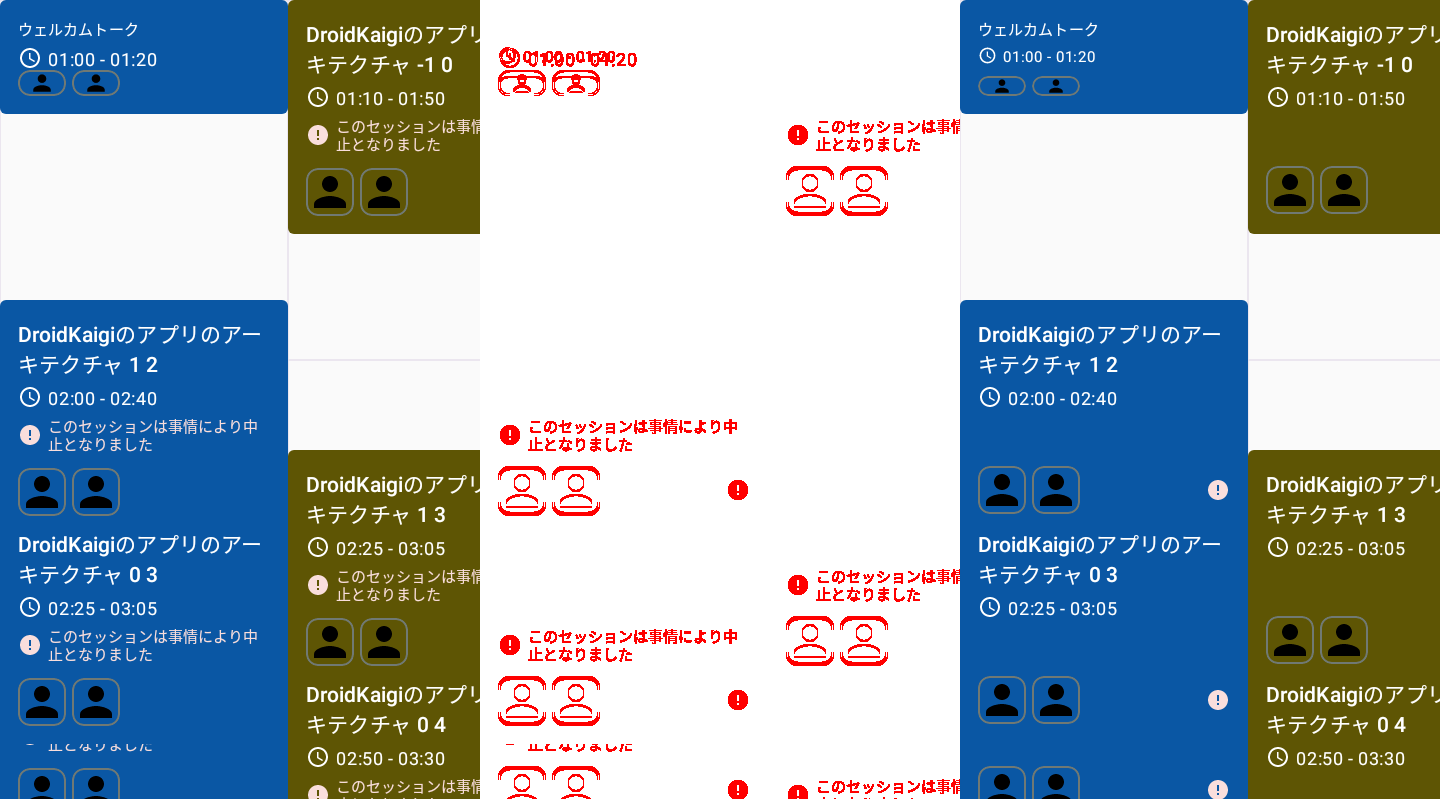 ウェルカムトーク
01:00 - 01:20
DroidKaigiのアプリのアー
キテクチャ 1 2
02:00 - 02:40
このセッションは事情により中
止となりました
DroidKaigiのアプリのアー
キテクチャ 0 3
02:25 - 03:05
このセッションは事情により中
止となりました
止となりました
DroidKaigiのアプリ
キテクチャ -1 0
01:10 - 01:50
このセッションは事情
止となりました
DroidKaigiのアプリ
キテクチャ 1 3
02:25 - 03:05
このセッションは事情
止となりました
DroidKaigiのアプリ
キテクチャ 0 4
02:50 - 03:30
このセッションは事情
このセッションは事情により中
止となりました
このセッションは事情により中
止となりました
止となりました
このセッションは事情
止となりました
このセッションは事情
止となりました
このセッションは事情
ウェルカムトーク
01:00 - 01:20
DroidKaigiのアプリのアー
キテクチャ 1 2
02:00 - 02:40
DroidKaigiのアプリのアー
キテクチャ 0 3
02:25 - 03:05
DroidKaigiのアプリ
キテクチャ -1 0
01:10 - 01:50
DroidKaigiのアプリ
キテクチャ 1 3
02:25 - 03:05
DroidKaigiのアプリ
キテクチャ 0 4
02:50 - 03:30